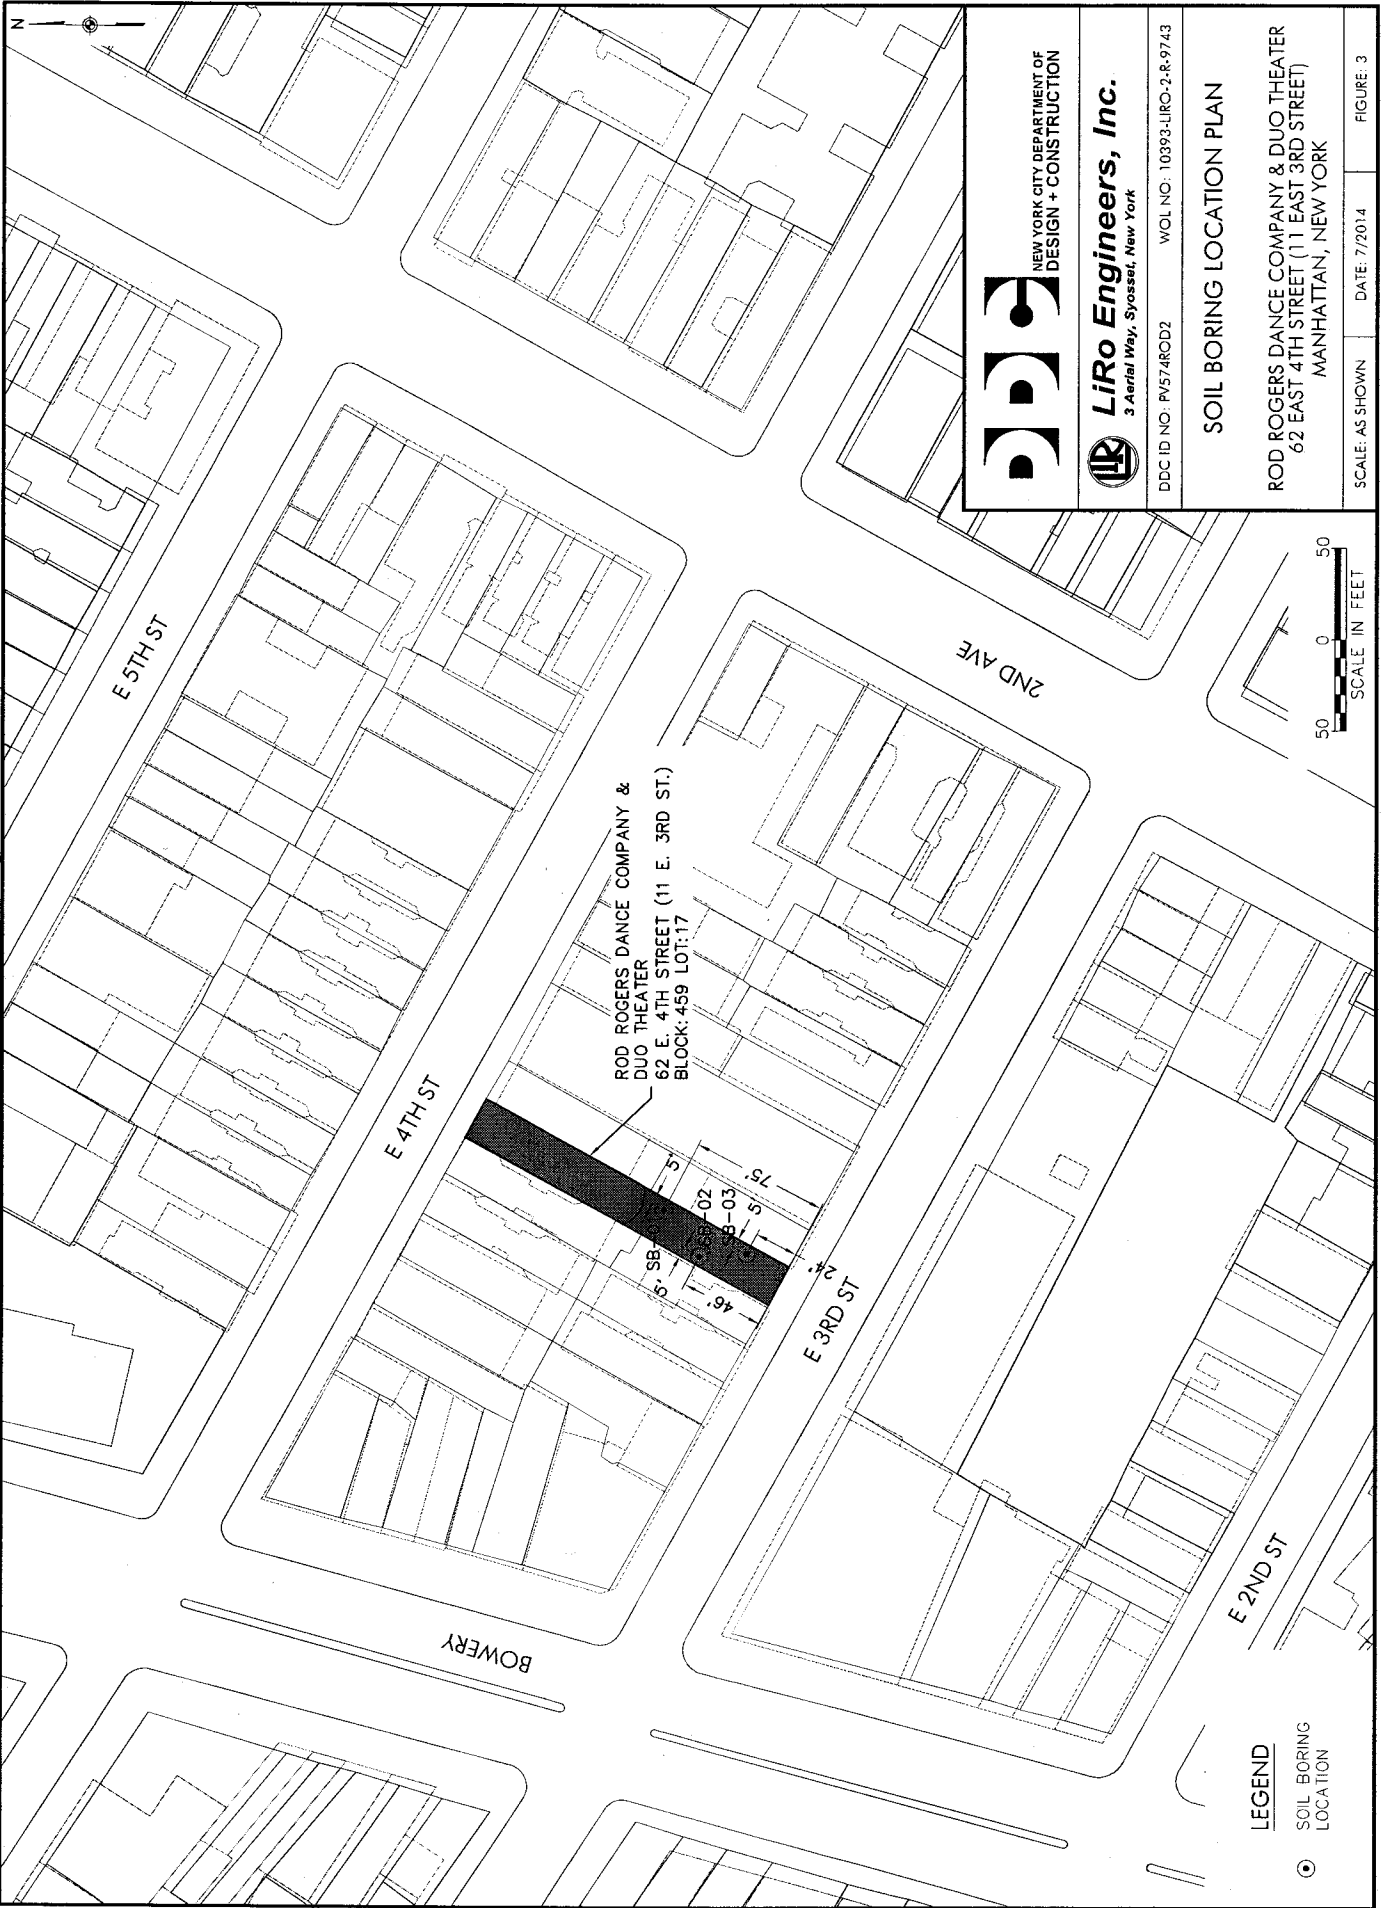 N
E 5TH ST
E 4TH ST
E 3RD ST
E 2ND ST
2ND AVE
BOWERY
ROD ROGERS DANCE COMPANY &
DUO THEATER
62 E. 4TH STREET (11 E. 3RD ST.)
BLOCK: 459 LOT:17
5'
75'
SB-02
SB-03
5'
24'
5'
46'
LEGEND
SOIL BORING
LOCATION
50 0 50
SCALE IN FEET
DDC
NEW YORK CITY DEPARTMENT OF
DESIGN + CONSTRUCTION
LiRo Engineers, Inc.
3 Aerial Way, Syosset, New York
DDC ID NO: PV574ROD2 WOL NO: 10393-LIRO-2-R-9743
SOIL BORING LOCATION PLAN
ROD ROGERS DANCE COMPANY & DUO THEATER
62 EAST 4TH STREET (11 EAST 3RD STREET)
MANHATTAN, NEW YORK
SCALE: AS SHOWN DATE: 7/2014 FIGURE: 3